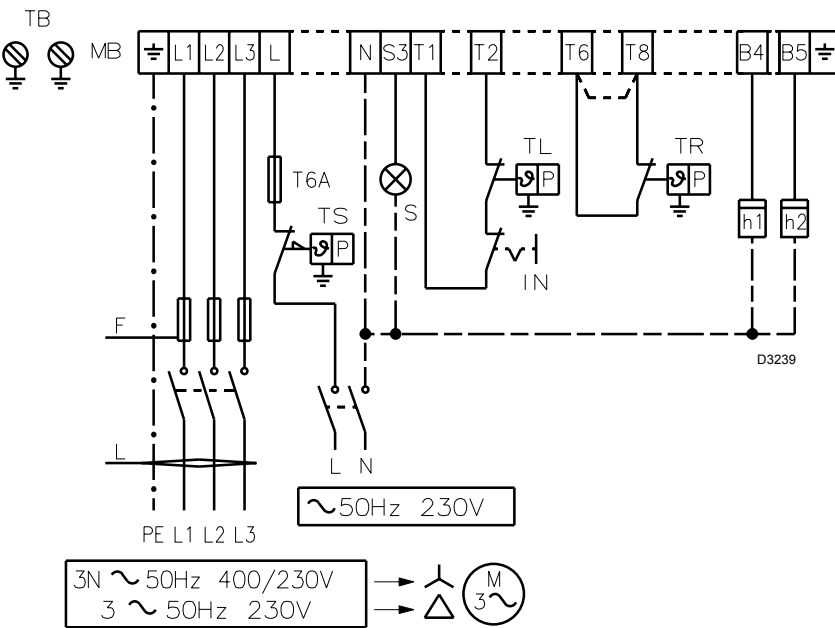 TB
MB L1 L2 L3 L N S3 T1 T2 T6 T8 B4 B5
TL TR
T6A ϑ P ϑ P
TS S h1 h2
ϑ P
IN
F
D3239
L
L N
~50Hz 230V
PE L1 L2 L3
3N ~ 50Hz 400/230V
3 ~ 50Hz 230V
M
3~